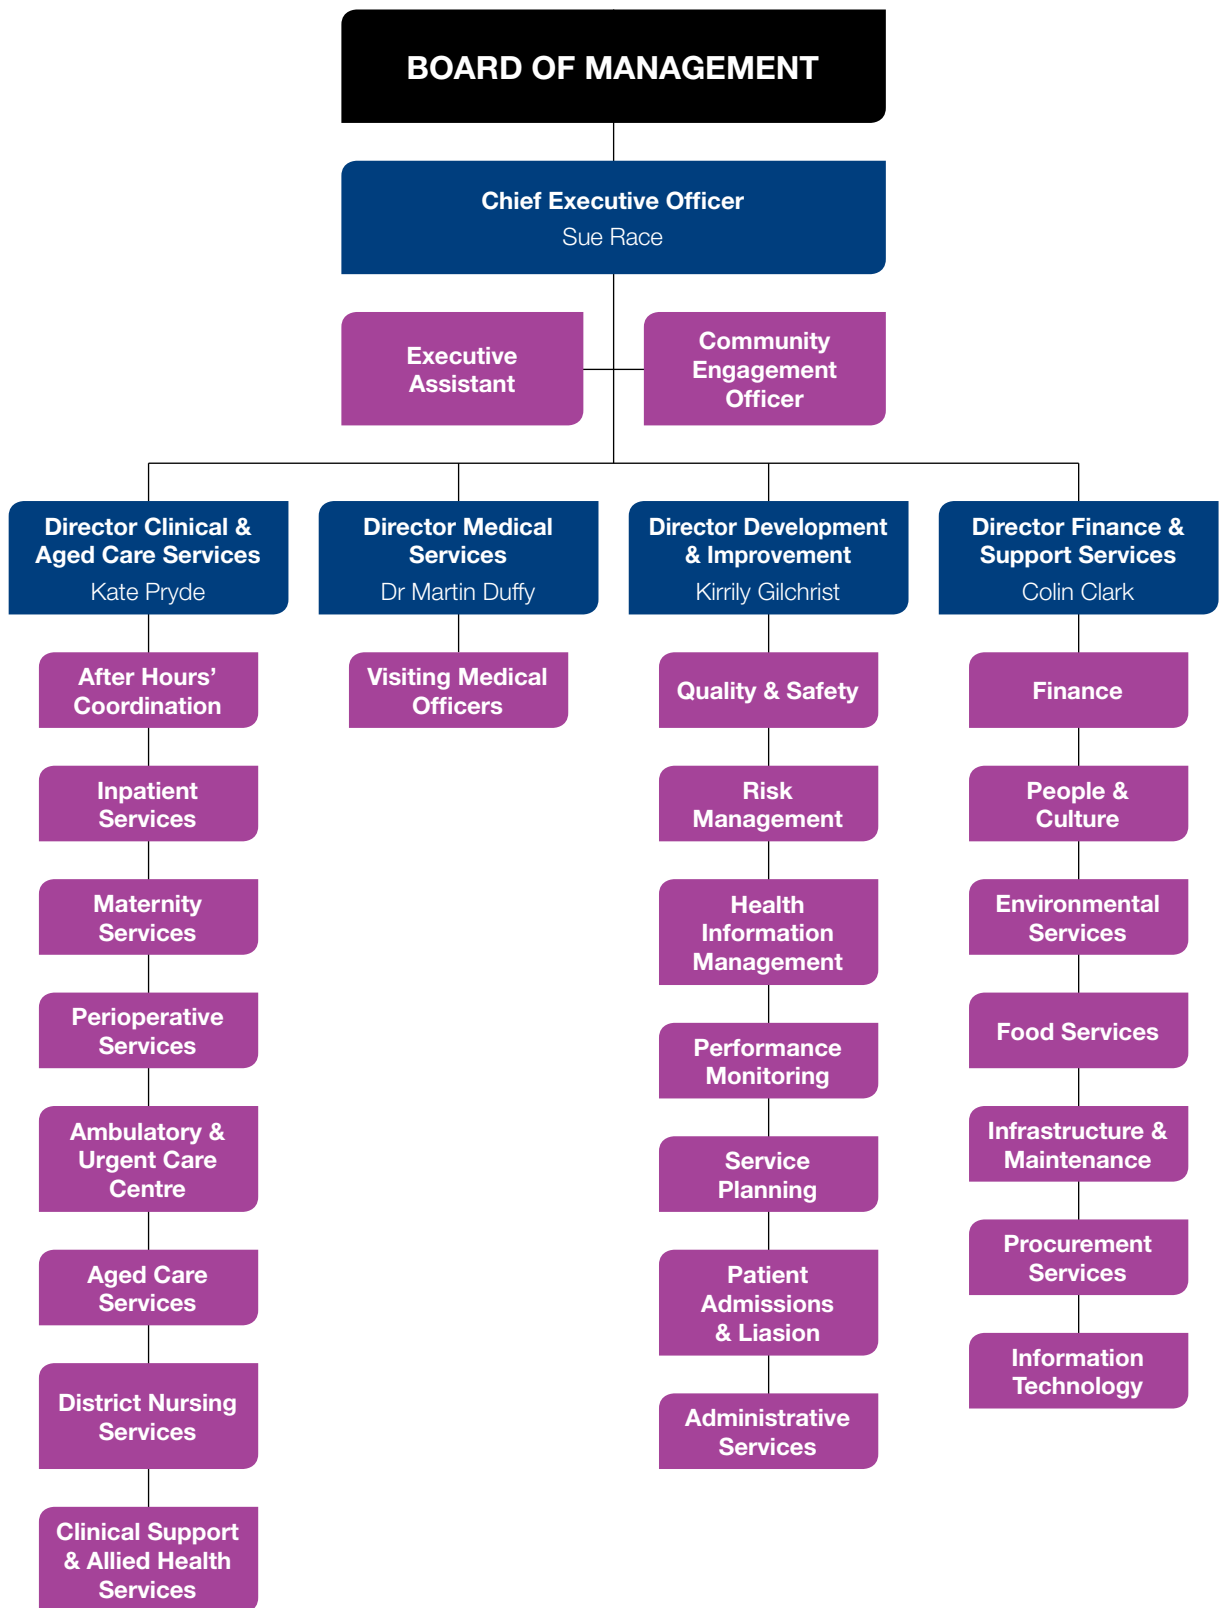 BOARD OF MANAGEMENT
Chief Executive Officer
Sue Race
Executive
Assistant
Community
Engagement
Officer
Director Clinical &
Aged Care Services
Kate Pryde
After Hours’
Coordination
Inpatient
Services
Maternity
Services
Perioperative
Services
Ambulatory &
Urgent Care
Centre
Aged Care
Services
District Nursing
Services
Clinical Support
& Allied Health
Services
Director Medical
Services
Dr Martin Duffy
Visiting Medical
Officers
Director Development
& Improvement
Kirrily Gilchrist
Quality & Safety
Risk
Management
Health
Information
Management
Performance
Monitoring
Service
Planning
Patient
Admissions
& Liasion
Administrative
Services
Director Finance &
Support Services
Colin Clark
Finance
People &
Culture
Environmental
Services
Food Services
Infrastructure &
Maintenance
Procurement
Services
Information
Technology